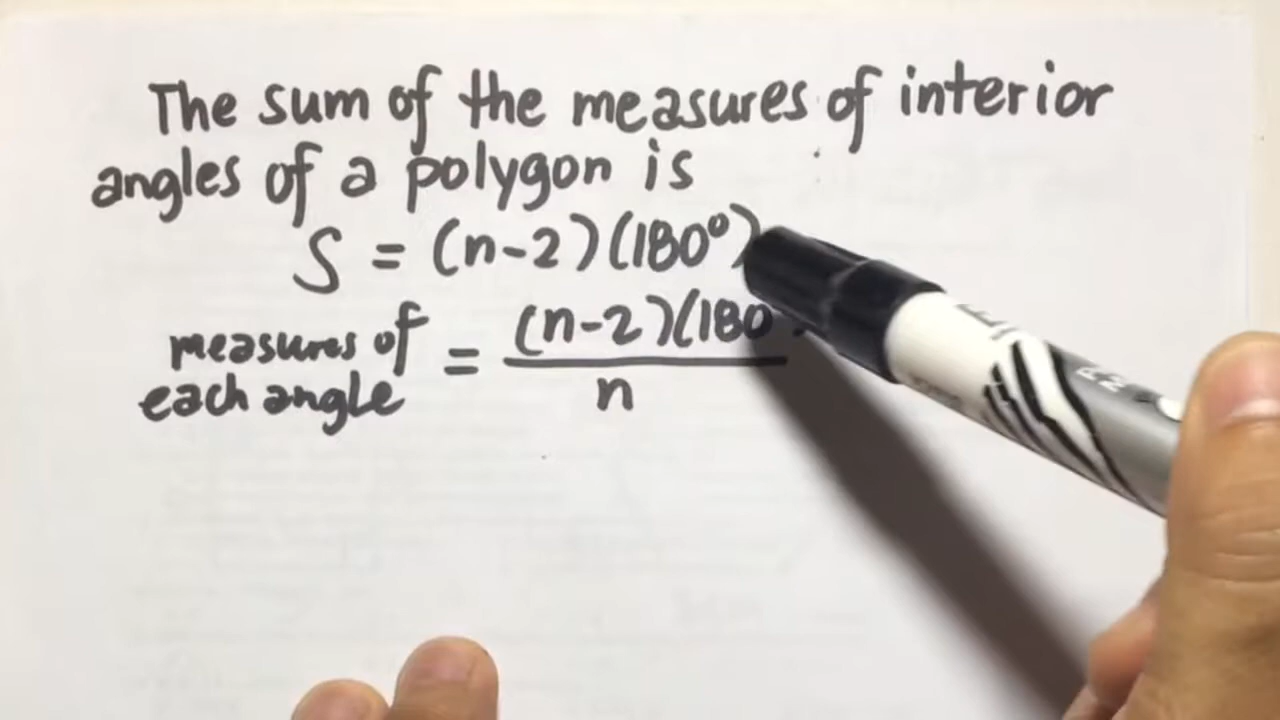 The sum of the measures of interior
angles of a polygon is
S = (n-2)(180°)
measures of each angle = (n-2)(180 / n